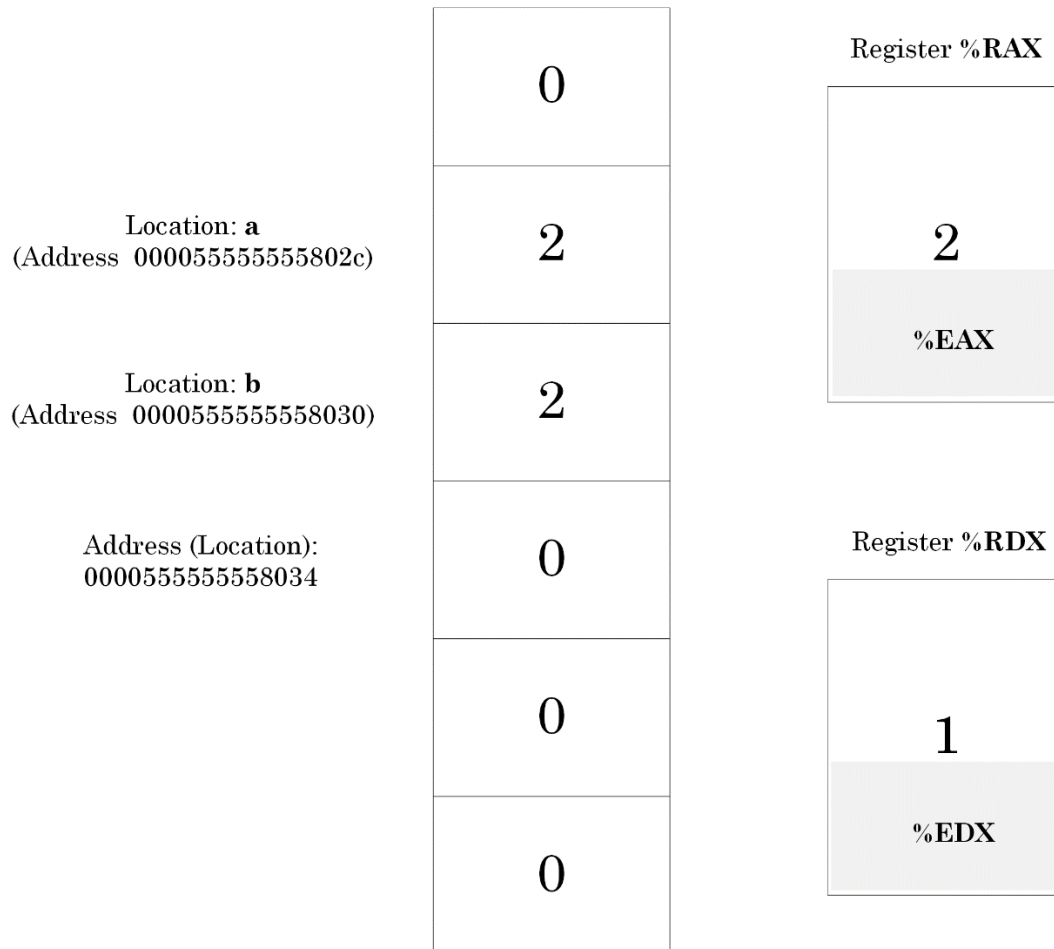 0
Location: a
(Address 000055555555802c)
2
Location: b
(Address 0000555555558030)
2
Address (Location):
0000555555558034
0
0
0
Register %RAX
2
%EAX
Register %RDX
1
%EDX